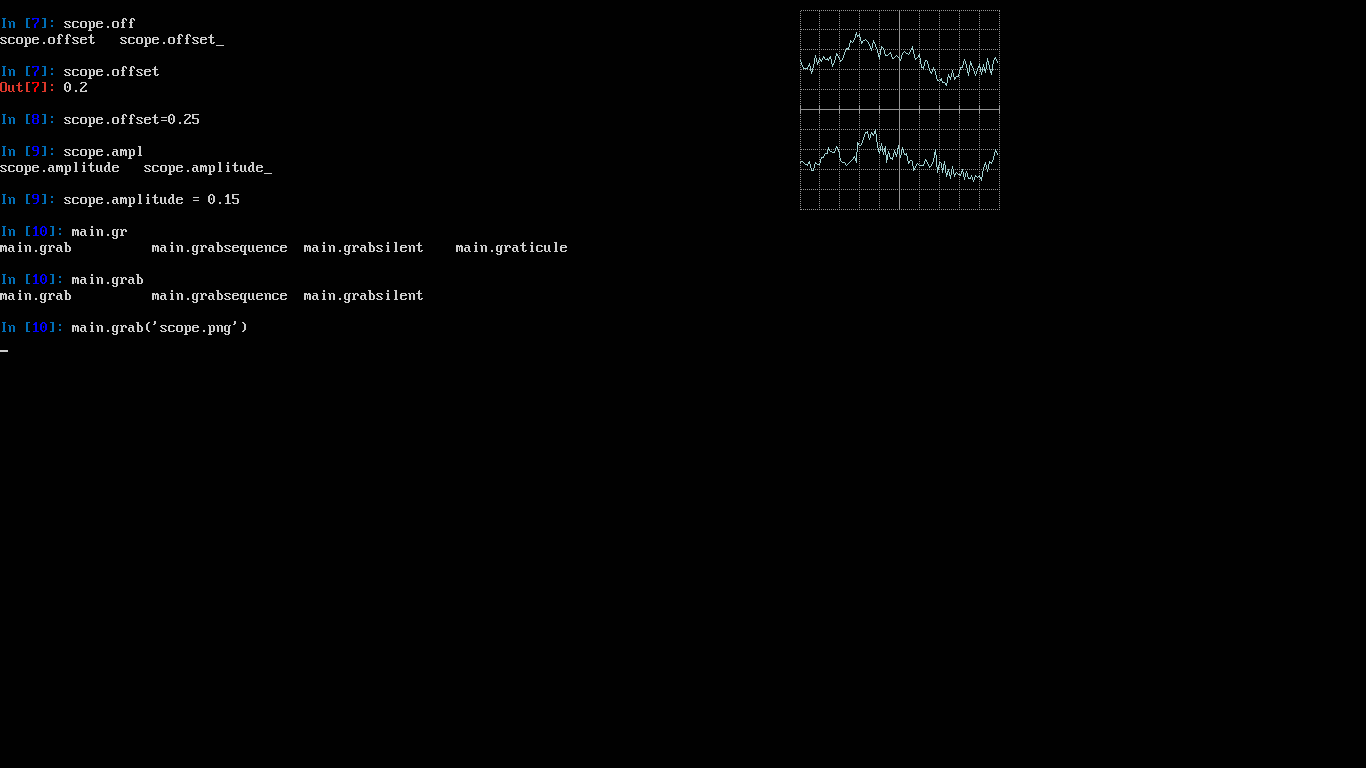 In [7]: scope.off
scope.offset   scope.offset_
In [7]: scope.offset
Out[7]: 0.2
In [8]: scope.offset=0.25
In [9]: scope.ampl
scope.amplitude   scope.amplitude_
In [9]: scope.amplitude = 0.15
In [10]: main.gr
main.grab          main.grabsequence  main.grabsilent    main.graticule
In [10]: main.grab
main.grab          main.grabsequence  main.grabsilent
In [10]: main.grab('scope.png')
_